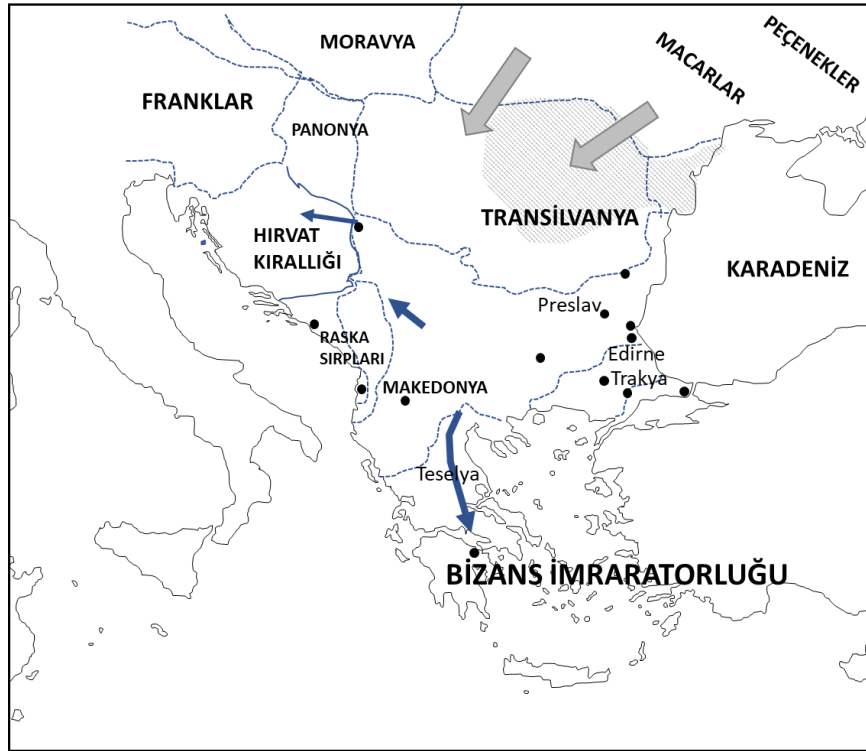 MORAVYA
PEÇENEKLER
MACARLAR
FRANKLAR
PANONYA
TRANSİLVANYA
HIRVAT
KIRALLIĞI
KARADENİZ
Preslav
RASKA
SIRPLARI
Edirne
Trakya
MAKEDONYA
Teselya
BİZANS İMRARATORLUĞU